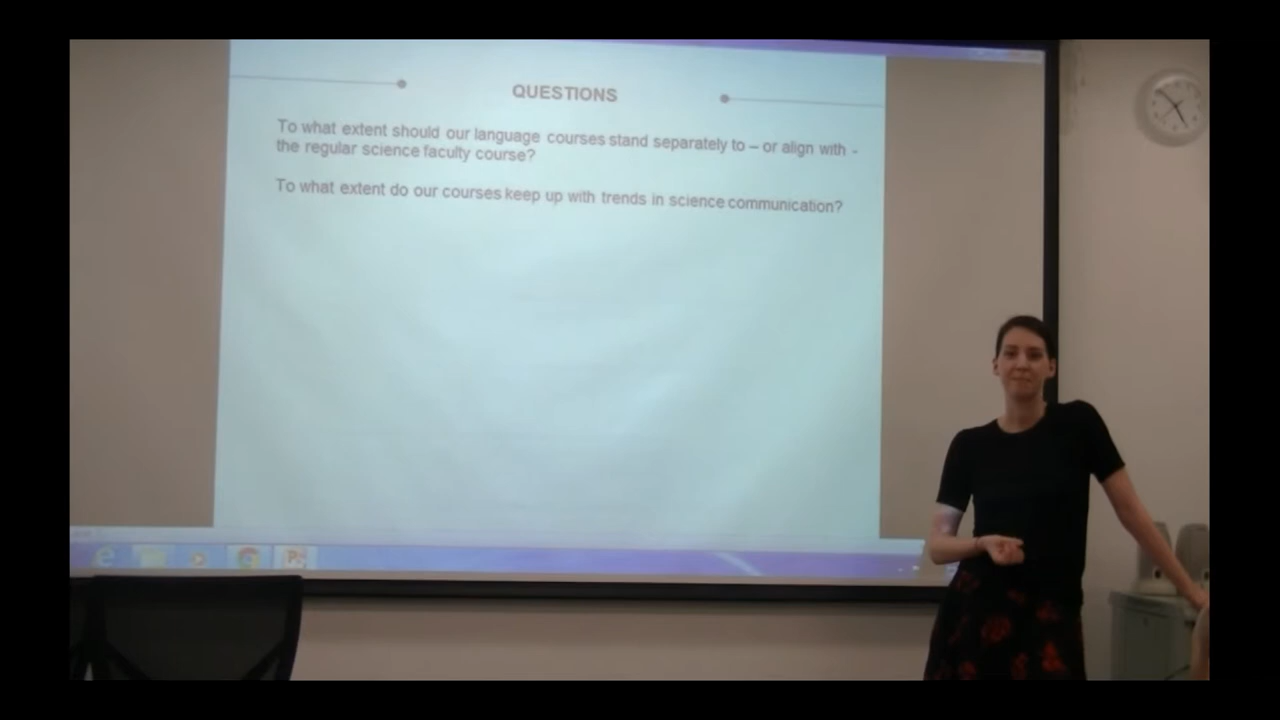 QUESTIONS
To what extent should our language courses stand separately to – or align with -
the regular science faculty course?
To what extent do our courses keep up with trends in science communication?